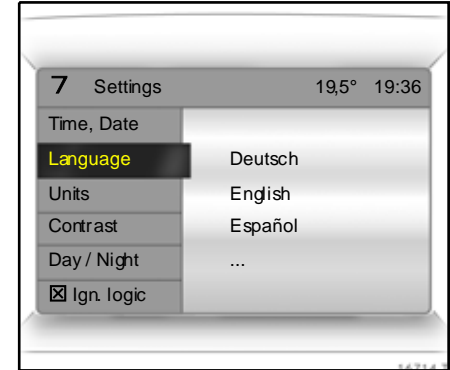 7 Settings 19,5° 19:36
Time, Date
Language Deutsch
Units English
Contrast Español
Day / Night ...
☒ Ign. logic